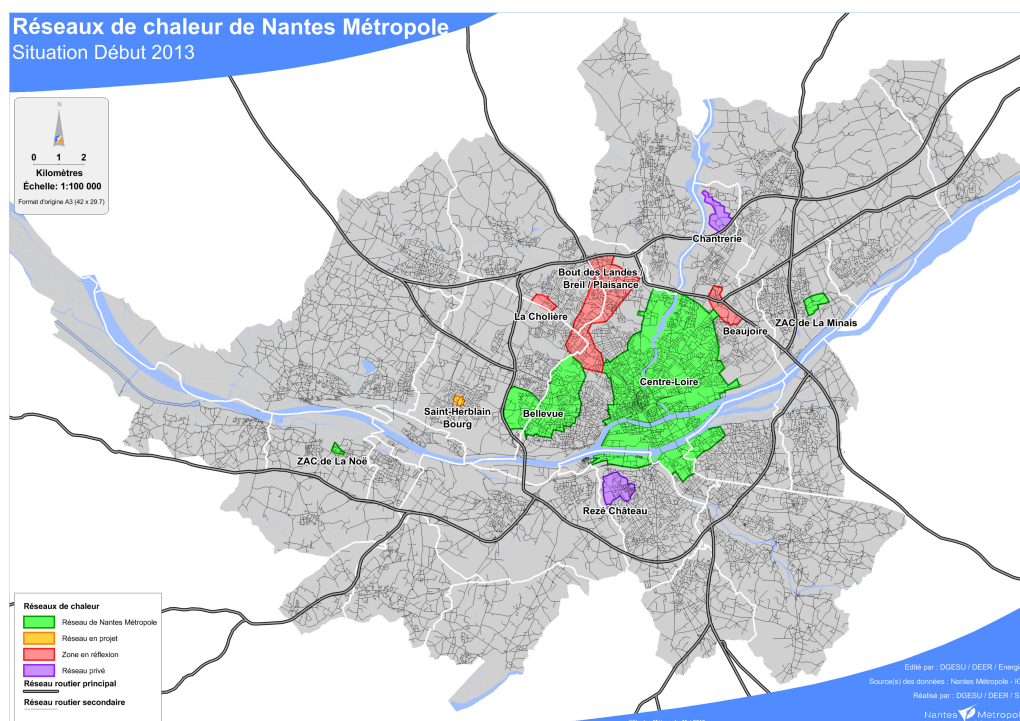 Réseaux de chaleur de Nantes Métropole
Situation Début 2013
N
0 1 2
Kilomètres
Échelle: 1:100 000
Format d'origine A3 (42 x 29.7)
Chantrerie
Bout des Landes /
Breil / Plaisance
La Cholière
Beaujoire
ZAC de La Minais
Centre-Loire
Saint-Herblain
Bourg
Bellevue
ZAC de La Noë
Rezé Château
Réseaux de chaleur
Réseau de Nantes Métropole
Réseau en projet
Zone en réflexion
Réseau privé
Réseau routier principal
Réseau routier secondaire
Edité par : DGESU / DEER / Energie
Source(s) des données : Nantes Métropole -
Réalisé par : DGESU / DEER /
Nantes Métropol